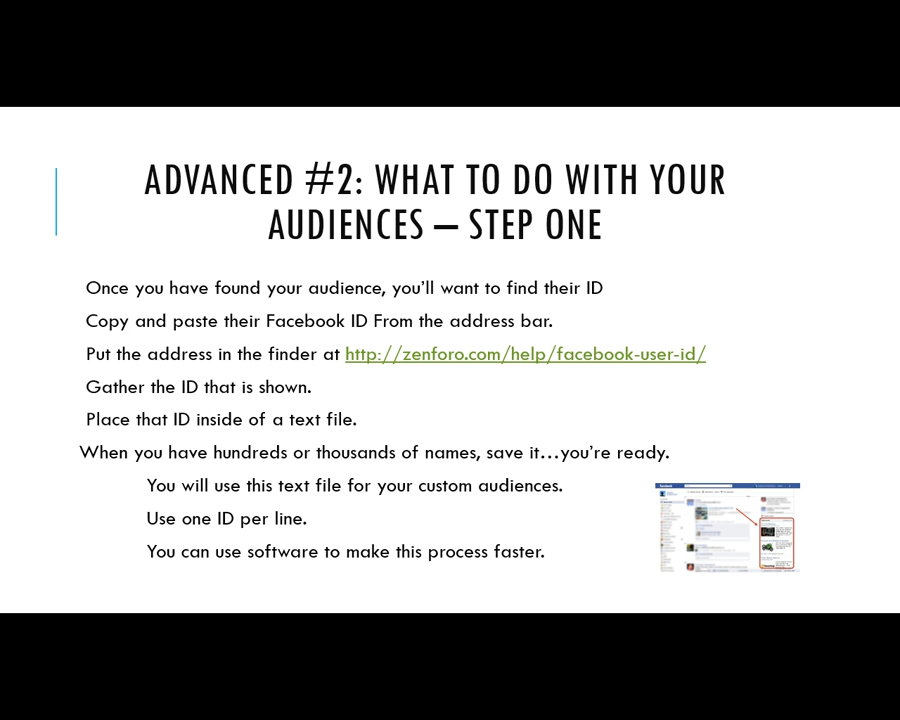 ADVANCED #2: WHAT TO DO WITH YOUR
AUDIENCES – STEP ONE
Once you have found your audience, you'll want to find their ID
Copy and paste their Facebook ID From the address bar.
Put the address in the finder at http://zenforo.com/help/facebook-user-id/
Gather the ID that is shown.
Place that ID inside of a text file.
When you have hundreds or thousands of names, save it…you're ready.
You will use this text file for your custom audiences.
Use one ID per line.
You can use software to make this process faster.